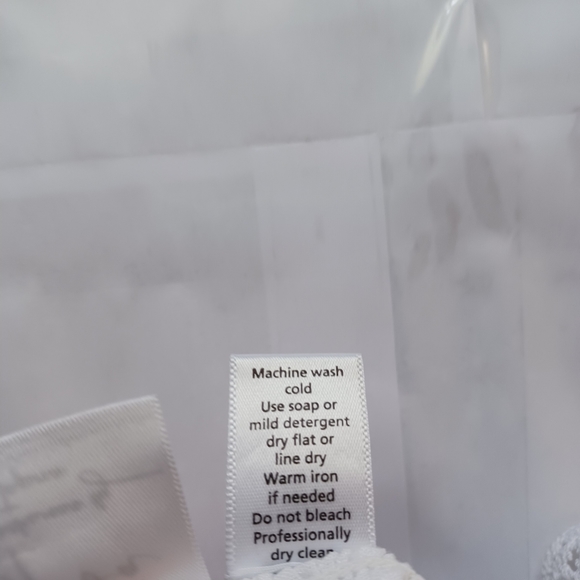 Machine wash
cold
Use soap or
mild detergent
dry flat or
line dry
Warm iron
if needed
Do not bleach
Professionally
dry clean